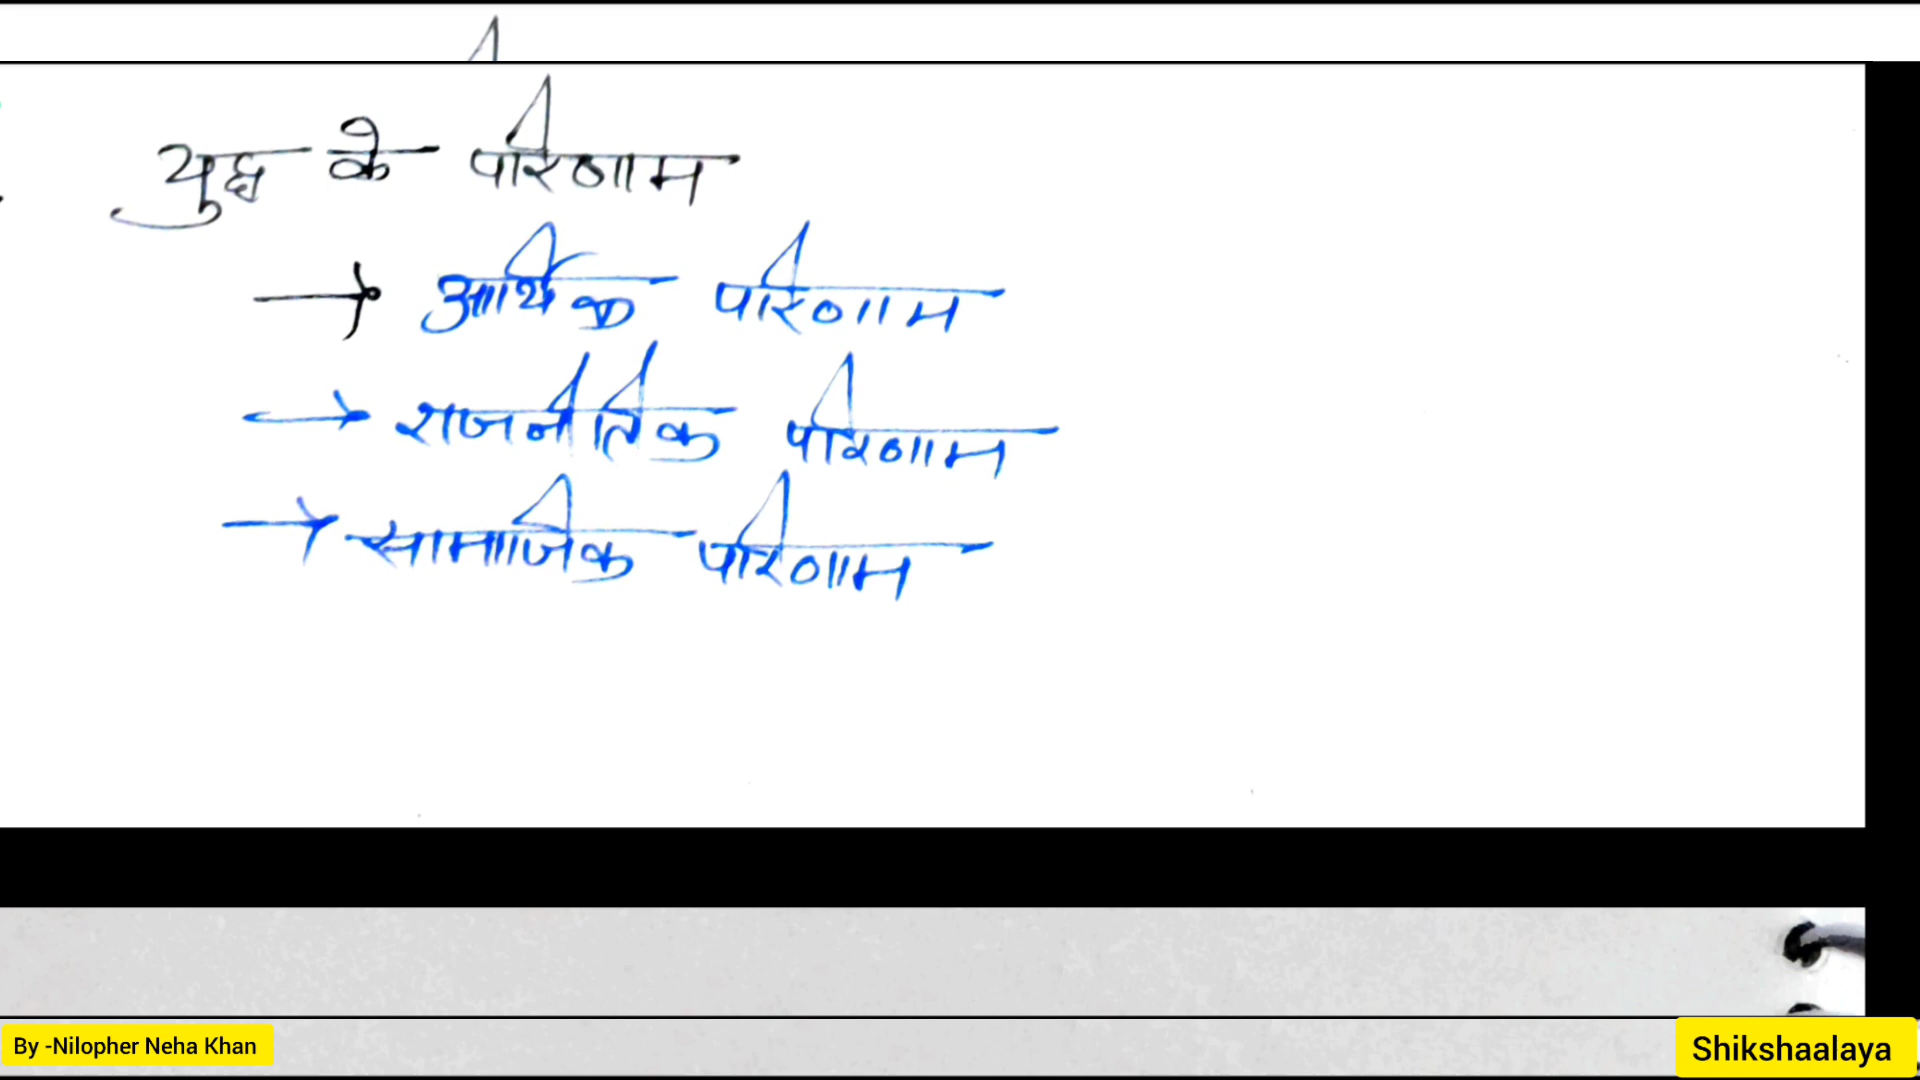 युद्ध के परिणाम
→ आर्थिक परिणाम
→ राजनीतिक परिणाम
→ सामाजिक परिणाम
By -Nilopher Neha Khan
Shikshaalaya